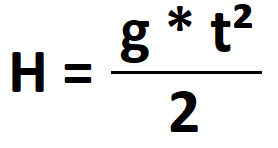 H = g * t²
2